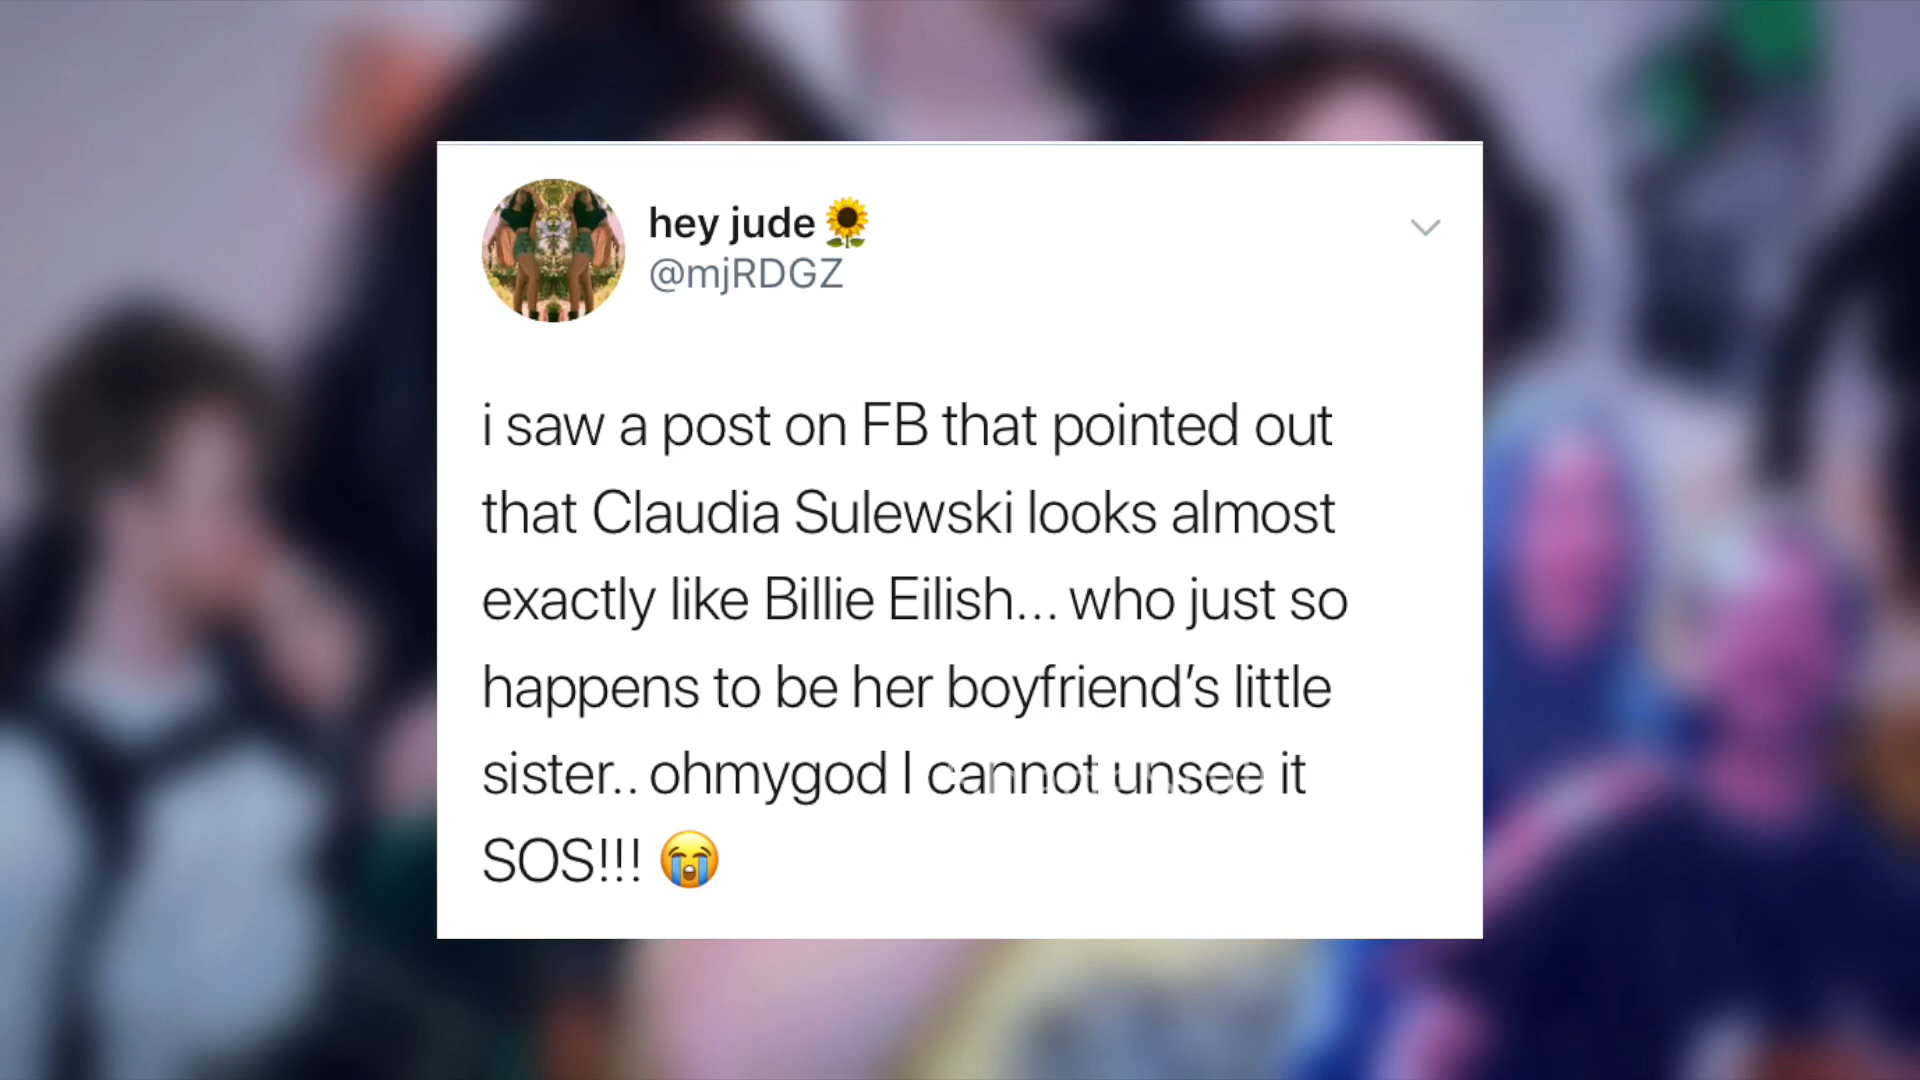 hey jude🌻
@mjRDGZ
i saw a post on FB that pointed out
that Claudia Sulewski looks almost
exactly like Billie Eilish... who just so
happens to be her boyfriend's little
sister.. ohmygod I cannot unsee it
SOS!!! 😭